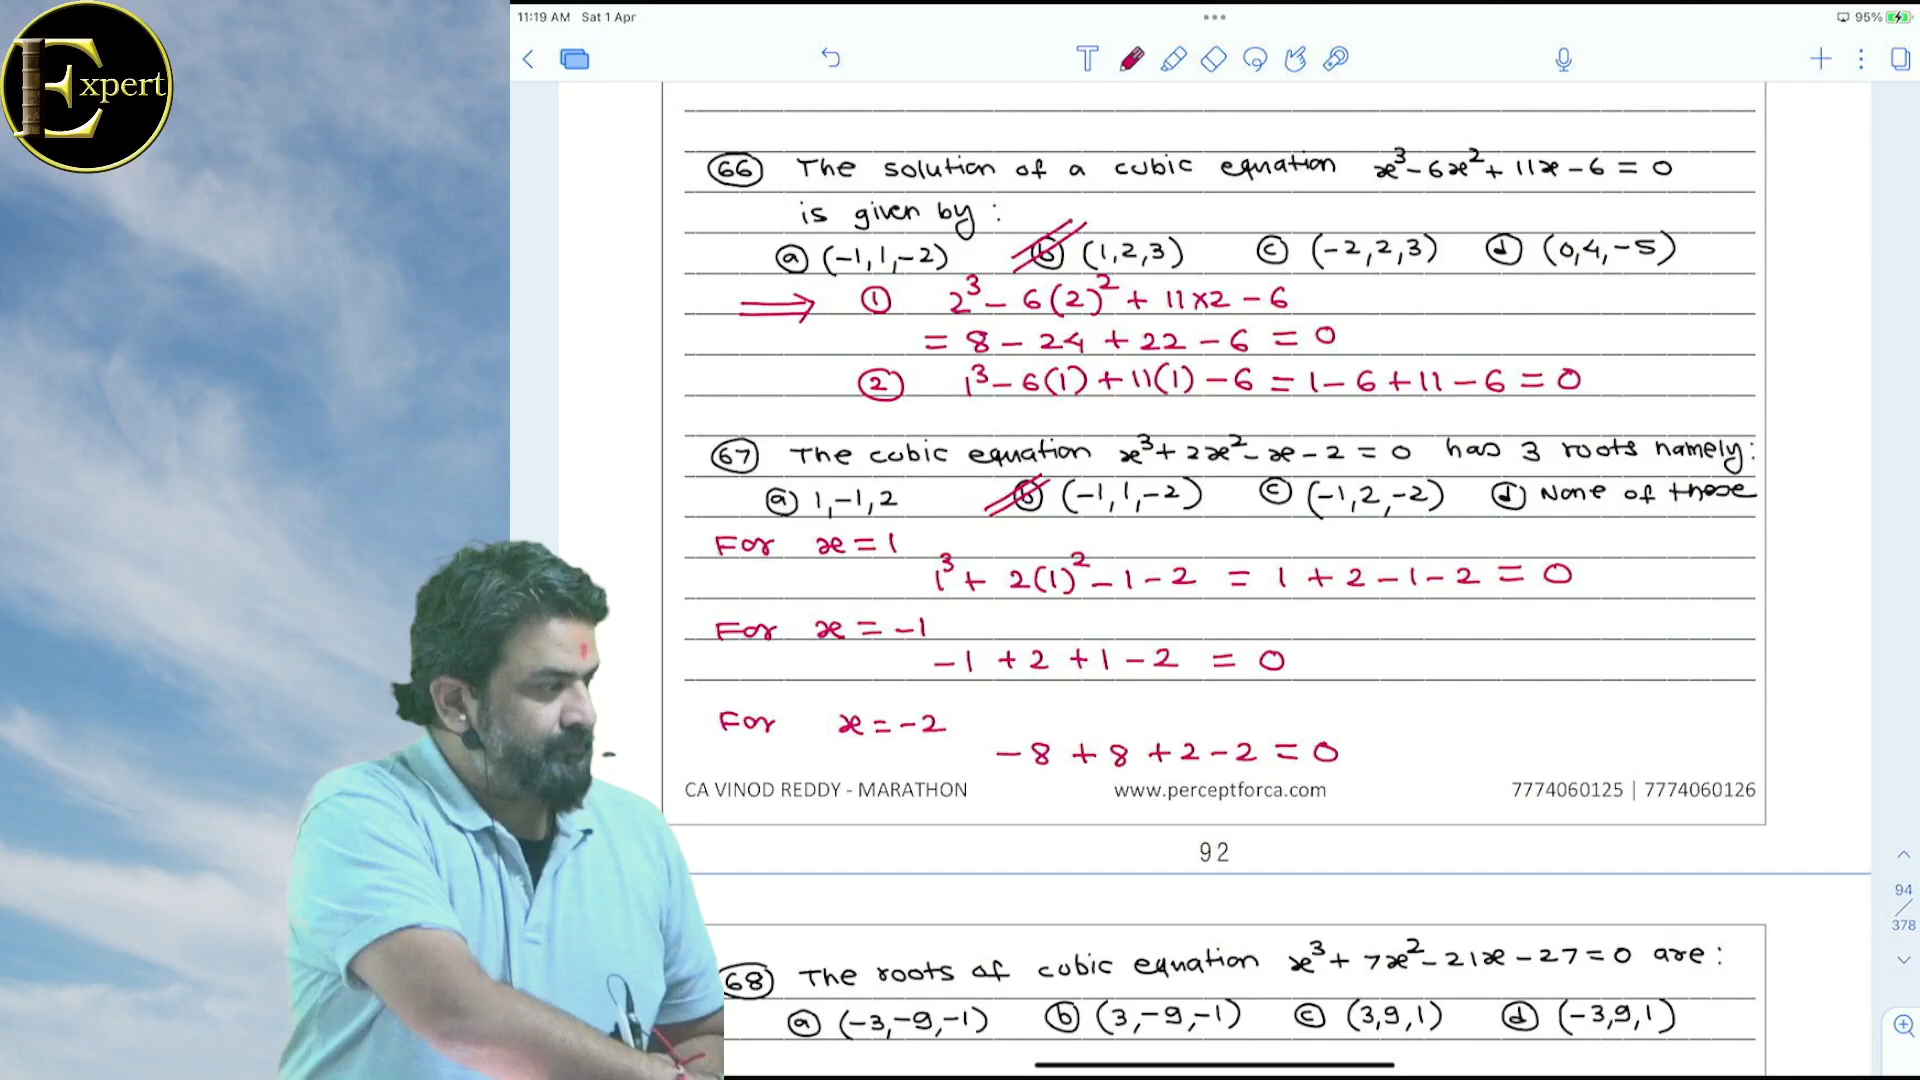 Expert
11:19 AM Sat 1 Apr
95%
T
66 The solution of a cubic equation x³ - 6x² + 11x - 6 = 0
is given by :
a (-1, 1, -2) b (1, 2, 3) c (-2, 2, 3) d (0, 4, -5)
⇒ 1 2³ - 6(2)² + 11×2 - 6
= 8 - 24 + 22 - 6 = 0
2 1³ - 6(1) + 11(1) - 6 = 1 - 6 + 11 - 6 = 0
67 The cubic equation x³ + 2x² - x - 2 = 0 has 3 roots namely :
a 1, -1, 2 b (-1, 1, -2) c (-1, 2, -2) d None of these
For x = 1
1³ + 2(1)² - 1 - 2 = 1 + 2 - 1 - 2 = 0
For x = -1
-1 + 2 + 1 - 2 = 0
For x = -2
-8 + 8 + 2 - 2 = 0
CA VINOD REDDY - MARATHON www.perceptforca.com 7774060125 | 7774060126
92
94
378
68 The roots of cubic equation x³ + 7x² - 21x - 27 = 0 are :
a (-3, -9, -1) b (3, -9, -1) c (3, 9, 1) d (-3, 9, 1)